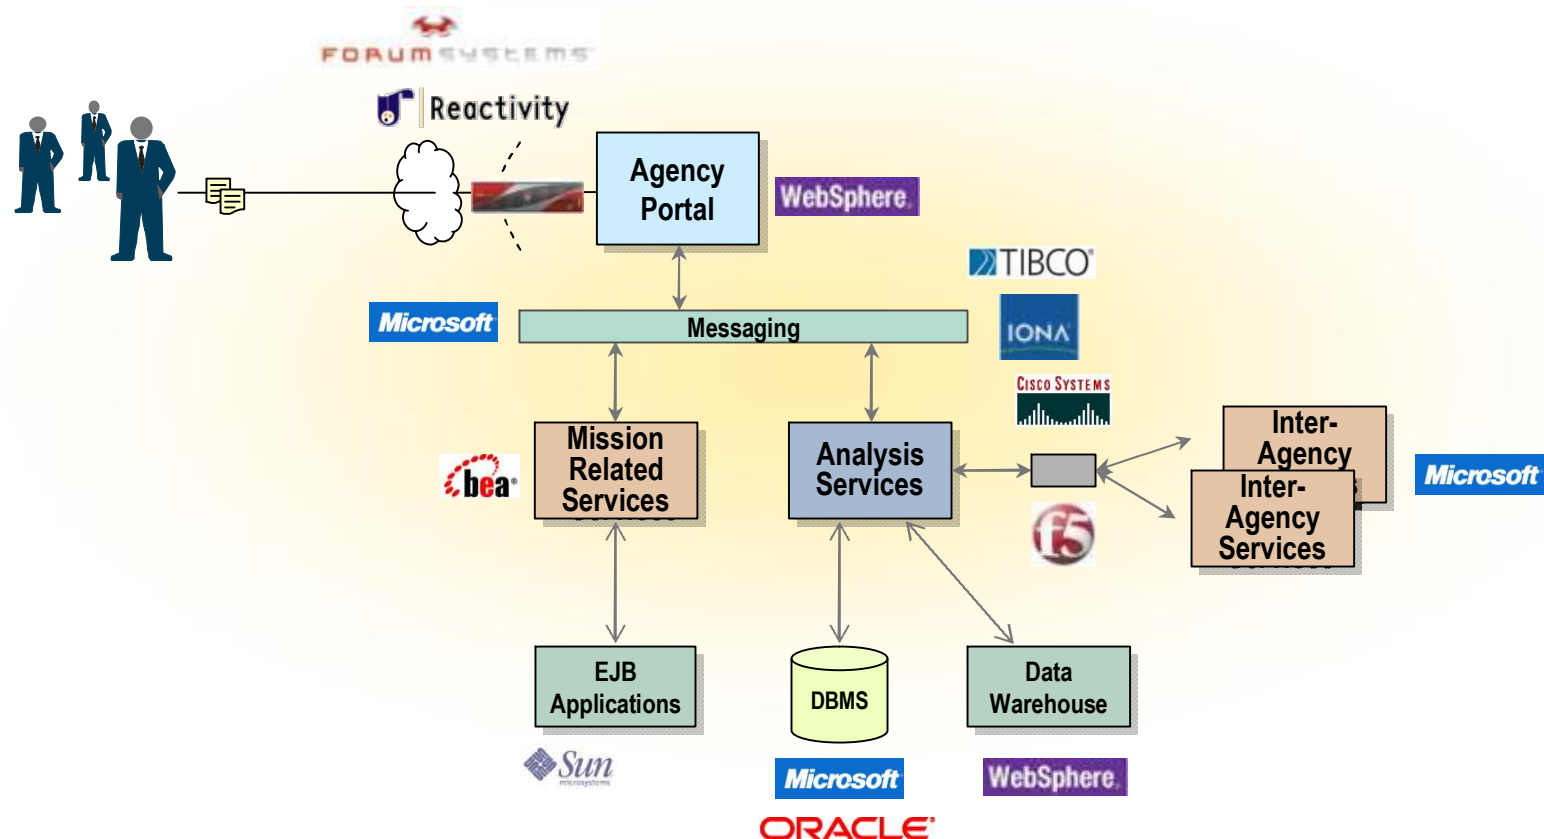 FORUM SYSTEMS
Reactivity
Agency
Portal
WebSphere
TIBCO
Microsoft
Messaging
IONA
CISCO SYSTEMS
Mission
Related
Services
bea
Analysis
Services
f5
Inter-
Agency
Inter-
Agency
Services
Microsoft
EJB
Applications
DBMS
Data
Warehouse
Sun
microsystems
Microsoft
WebSphere
ORACLE